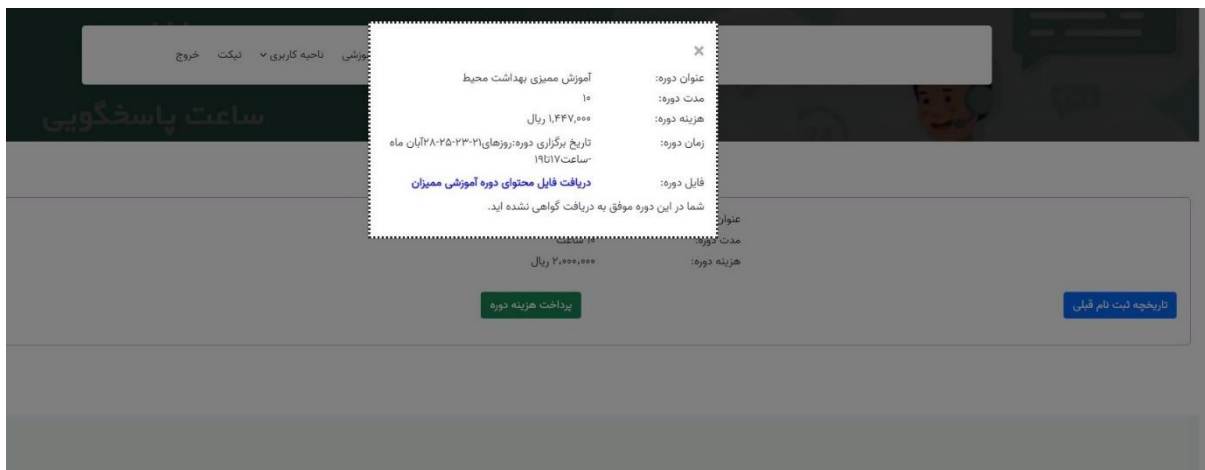 ناحیه کاربری
تیکت
خروج
ساعت پاسخگویی
×
عنوان دوره: آموزش ممیزی بهداشت محیط
مدت دوره: ۱۰
هزینه دوره: ۱,۴۴۷,۰۰۰ ریال
زمان دوره: تاریخ برگزاری دوره:روزهای۲۱-۲۳-۲۵-۲۸آبان ماه
-ساعت۱۷تا۱۹
فایل دوره: دریافت فایل محتوای دوره آموزشی ممیزان
شما در این دوره موفق به دریافت گواهی نشده اید.
مدت دوره: ۱۰ ساعت
هزینه دوره: ۲,۰۰۰,۰۰۰ ریال
تاریخچه ثبت نام قبلی
پرداخت هزینه دوره